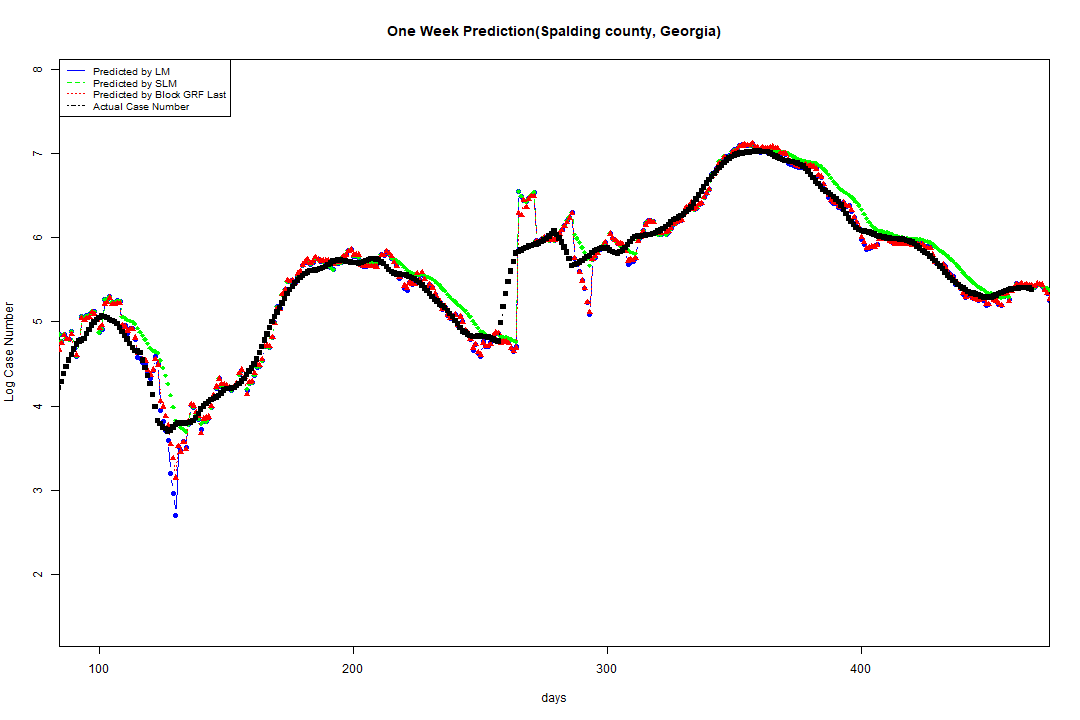 One Week Prediction(Spalding county, Georgia)
Predicted by LM
Predicted by SLM
Predicted by Block GRF Last
Actual Case Number
8
7
6
5
4
3
2
Log Case Number
100 200 300 400
days